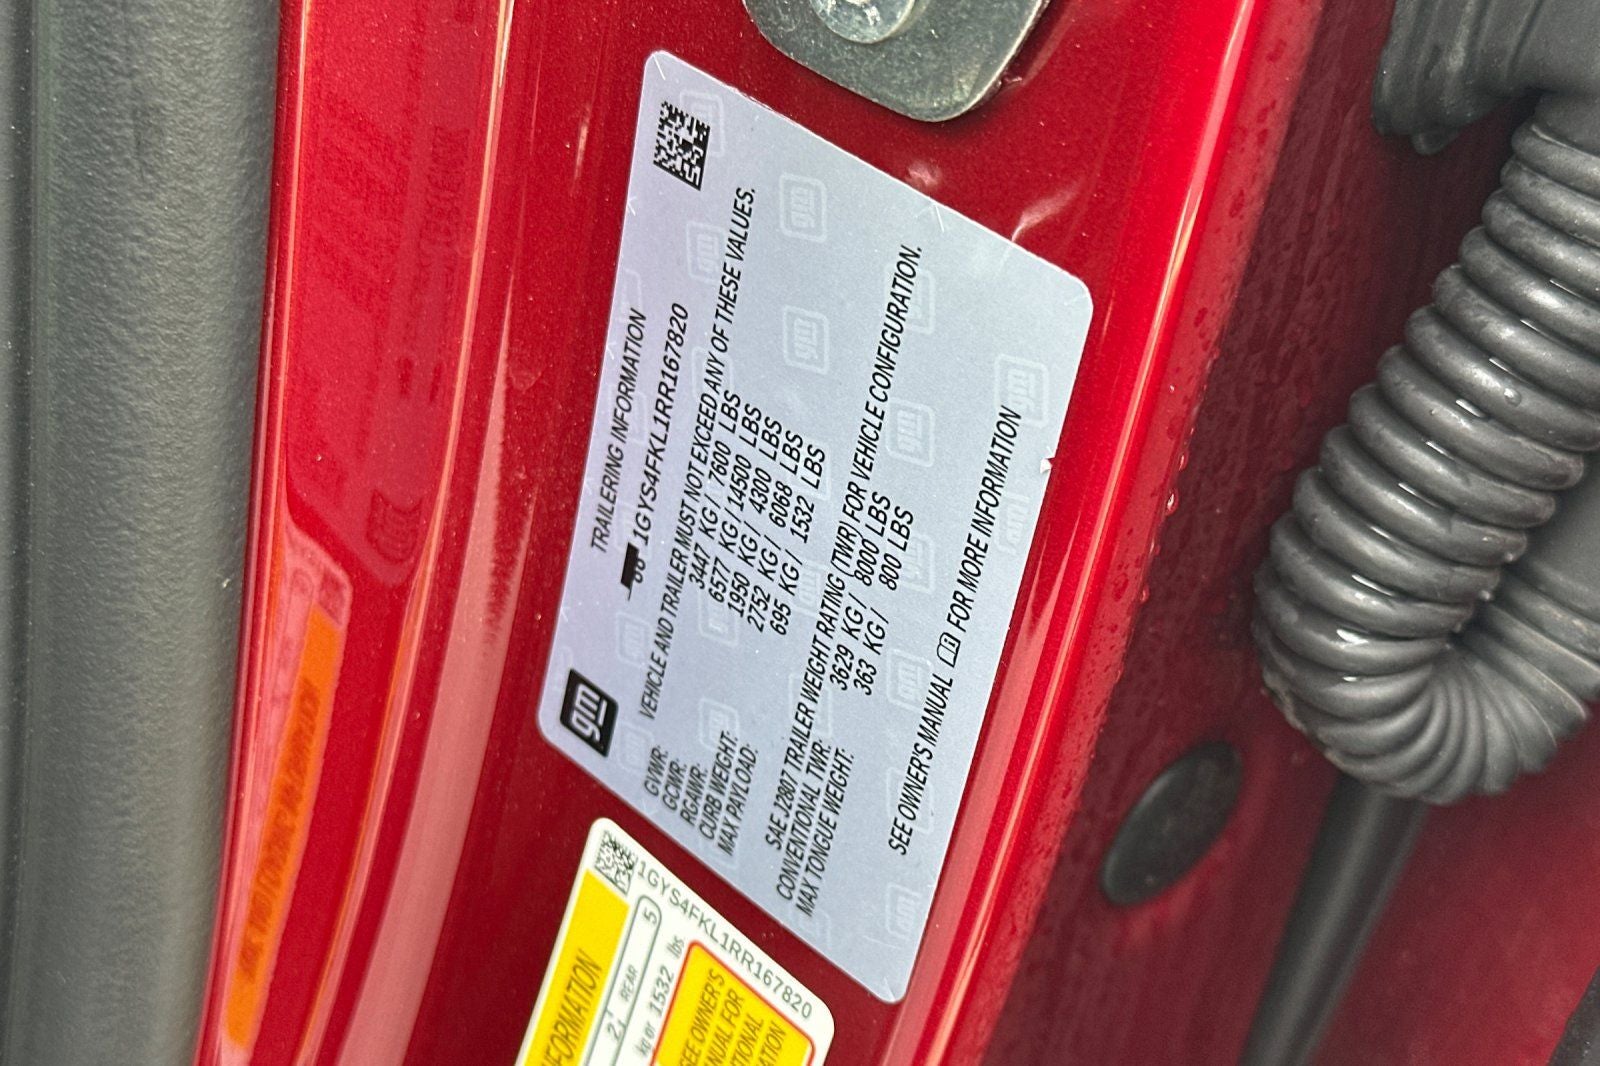 TRAILERING INFORMATION
1GYS4FKL1RR167820
gm
VEHICLE AND TRAILER MUST NOT EXCEED ANY OF THESE VALUES.
GVWR: 3447 KG / 7600 LBS
GCWR: 6577 KG / 14500 LBS
RGAWR: 1950 KG / 4300 LBS
CURB WEIGHT: 2752 KG / 6068 LBS
MAX PAYLOAD: 695 KG / 1532 LBS
SAE J2807 TRAILER WEIGHT RATING (TWR) FOR VEHICLE CONFIGURATION.
CONVENTIONAL TWR: 3629 KG / 8000 LBS
MAX TONGUE WEIGHT: 363 KG / 800 LBS
SEE OWNER'S MANUAL FOR MORE INFORMATION
1GYS4FKL1RR167820
REAR 5
kg or 1532 lbs
SEE OWNER'S
FOR